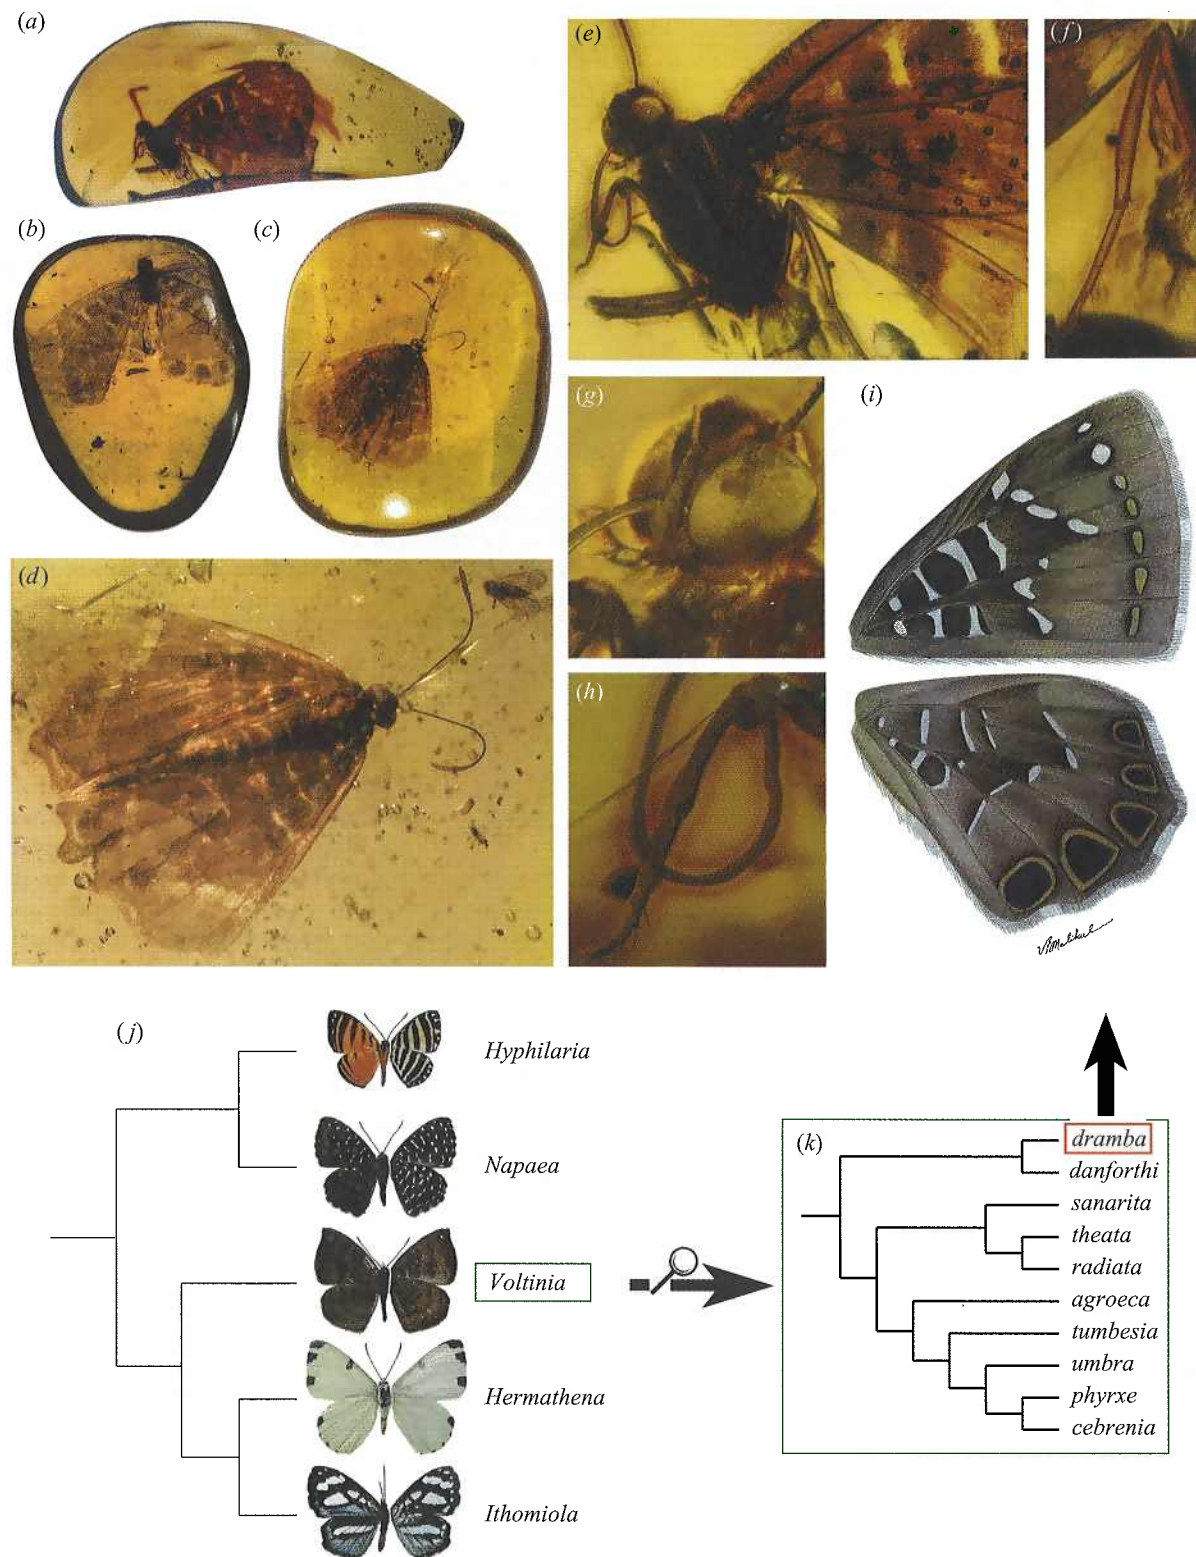 (a)
(b)
(c)
(d)
(e)
(f)
(g)
(h)
(i)
(j)
Hyphilaria
Napaea
Voltinia
Hermathena
Ithomiola
(k)
dramba
danforthi
sanarita
theata
radiata
agroeca
tumbesia
umbra
phyrxe
cebrenia